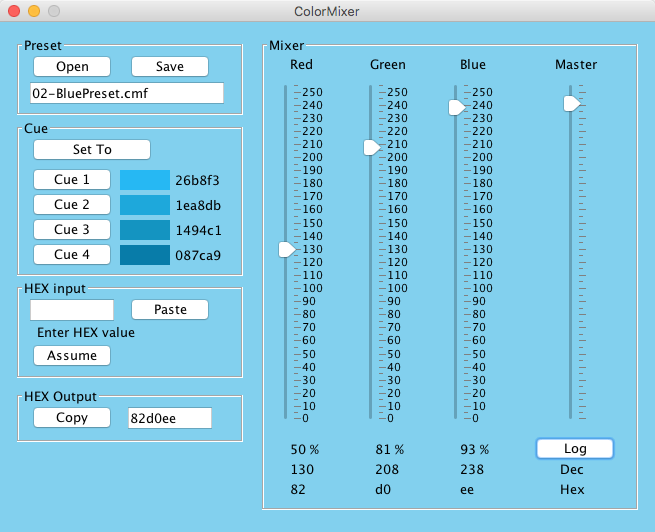 ColorMixer
Preset
Open Save
02-BluePreset.cmf
Cue
Set To
Cue 1 26b8f3
Cue 2 1ea8db
Cue 3 1494c1
Cue 4 087ca9
HEX input
Paste
Enter HEX value
Assume
HEX Output
Copy 82d0ee
Mixer
Red Green Blue Master
250 250 250
240 240 240
230 230 230
220 220 220
210 210 210
200 200 200
190 190 190
180 180 180
170 170 170
160 160 160
150 150 150
140 140 140
130 130 130
120 120 120
110 110 110
100 100 100
90 90 90
80 80 80
70 70 70
60 60 60
50 50 50
40 40 40
30 30 30
20 20 20
10 10 10
0 0 0
50 % 81 % 93 % Log
130 208 238 Dec
82 d0 ee Hex